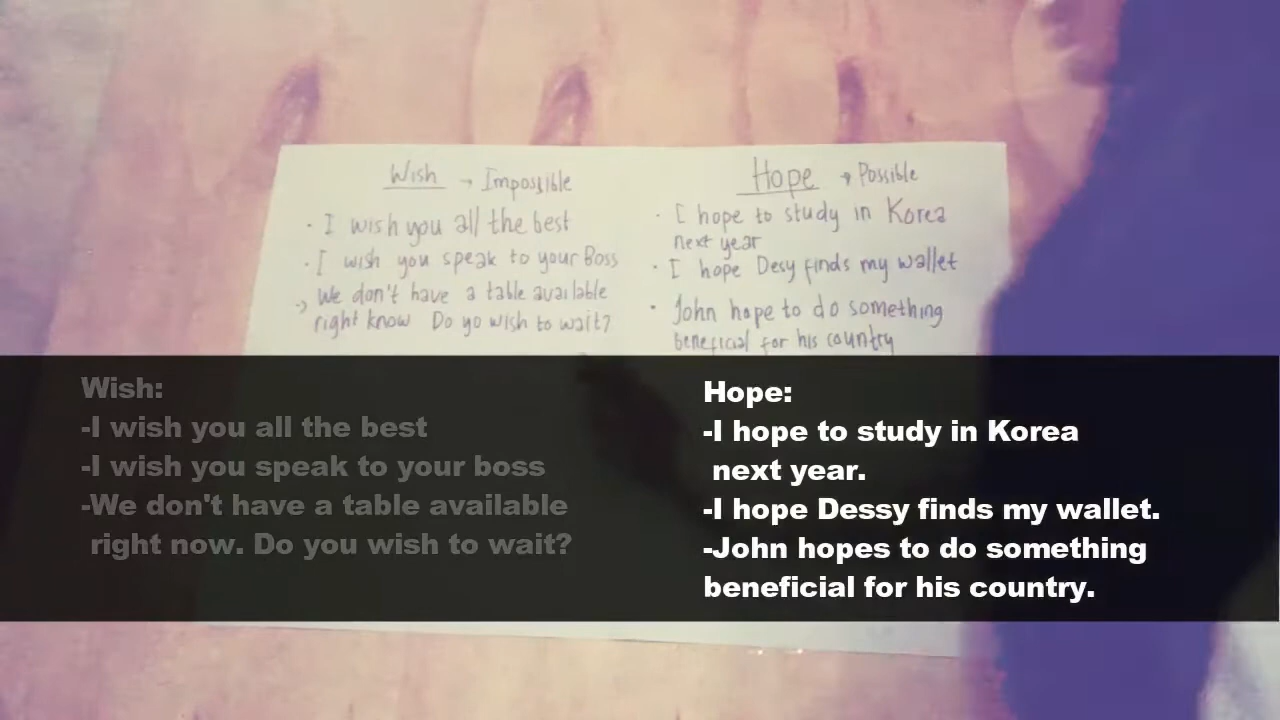 Wish → Impossible
· I wish you all the best
· I wish you speak to your Boss
→ We don't have a table available
right know Do yo wish to wait?
Hope → Possible
· I hope to study in Korea
next year
· I hope Desy finds my wallet
· John hope to do something
beneficial for his country
Wish:
-I wish you all the best
-I wish you speak to your boss
-We don't have a table available
right now. Do you wish to wait?
Hope:
-I hope to study in Korea
next year.
-I hope Dessy finds my wallet.
-John hopes to do something
beneficial for his country.